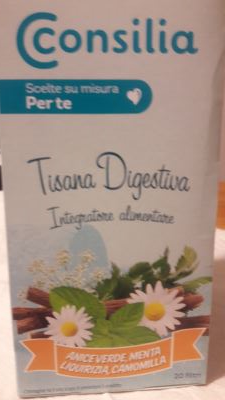 Consilia
Scelte su misura
Per te
Tisana Digestiva
Integratore alimentare
ANICE VERDE, MENTA
LIQUIRIZIA, CAMOMILLA
20 filtri